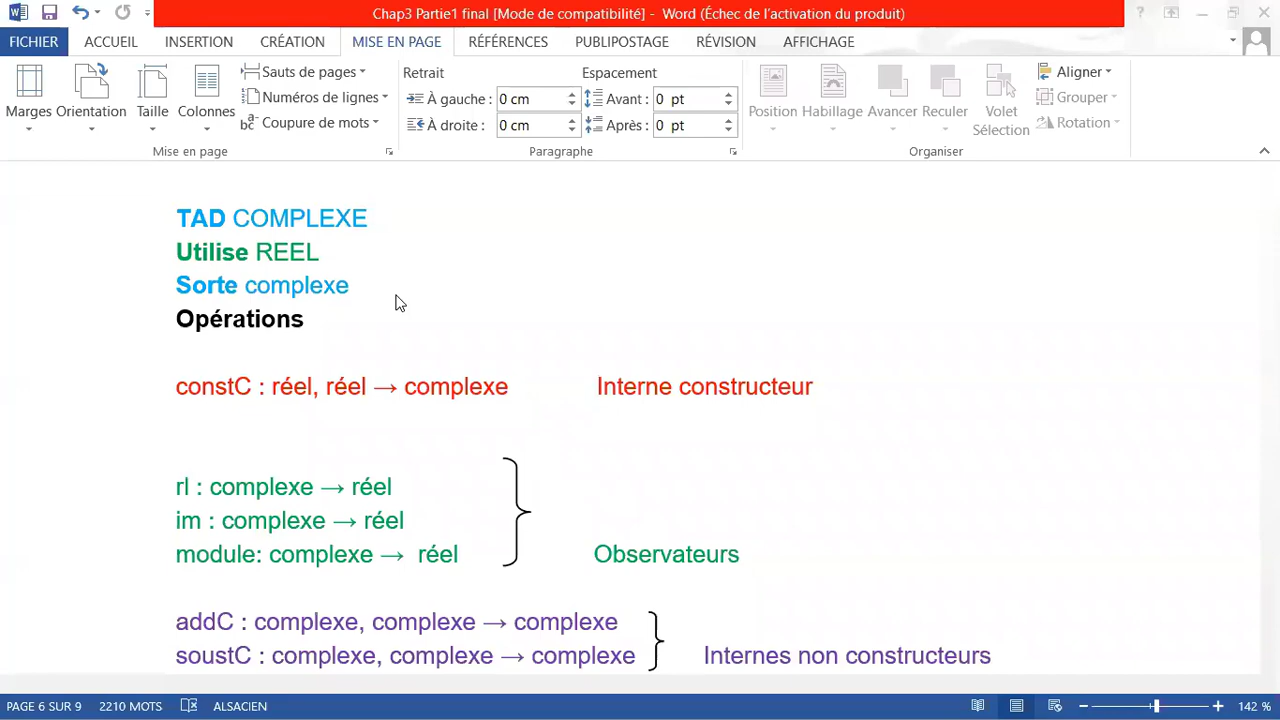 Chap3 Partie1 final [Mode de compatibilité] - Word (Échec de l'activation du produit)
FICHIER ACCUEIL INSERTION CRÉATION MISE EN PAGE RÉFÉRENCES PUBLIPOSTAGE RÉVISION AFFICHAGE
Marges Orientation Taille Colonnes
Sauts de pages
Numéros de lignes
Coupure de mots
Mise en page
Retrait Espacement
À gauche : 0 cm Avant : 0 pt
À droite : 0 cm Après : 0 pt
Paragraphe
Position Habillage Avancer Reculer Volet Sélection
Aligner
Grouper
Rotation
Organiser
TAD COMPLEXE
Utilise REEL
Sorte complexe
Opérations
constC : réel, réel → complexe Interne constructeur
rl : complexe → réel
im : complexe → réel
module: complexe → réel Observateurs
addC : complexe, complexe → complexe
soustC : complexe, complexe → complexe Internes non constructeurs
PAGE 6 SUR 9 2210 MOTS ALSACIEN 142 %